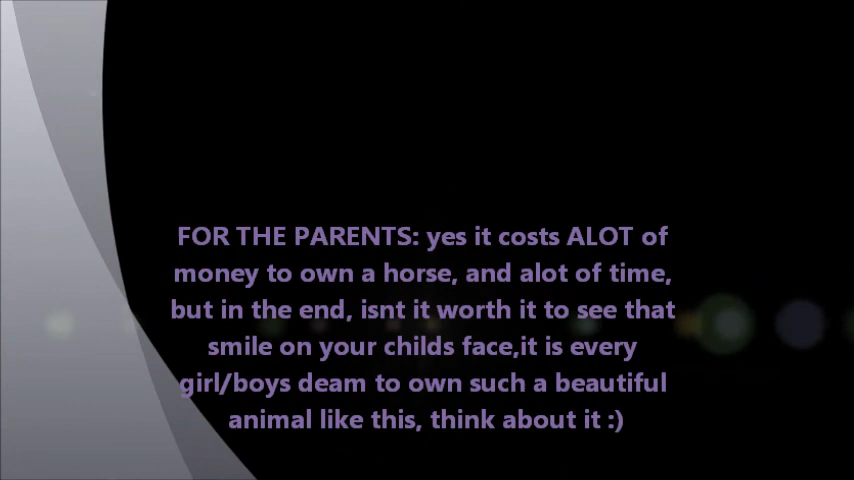 FOR THE PARENTS: yes it costs ALOT of
money to own a horse, and alot of time,
but in the end, isnt it worth it to see that
smile on your childs face,it is every
girl/boys deam to own such a beautiful
animal like this, think about it :)